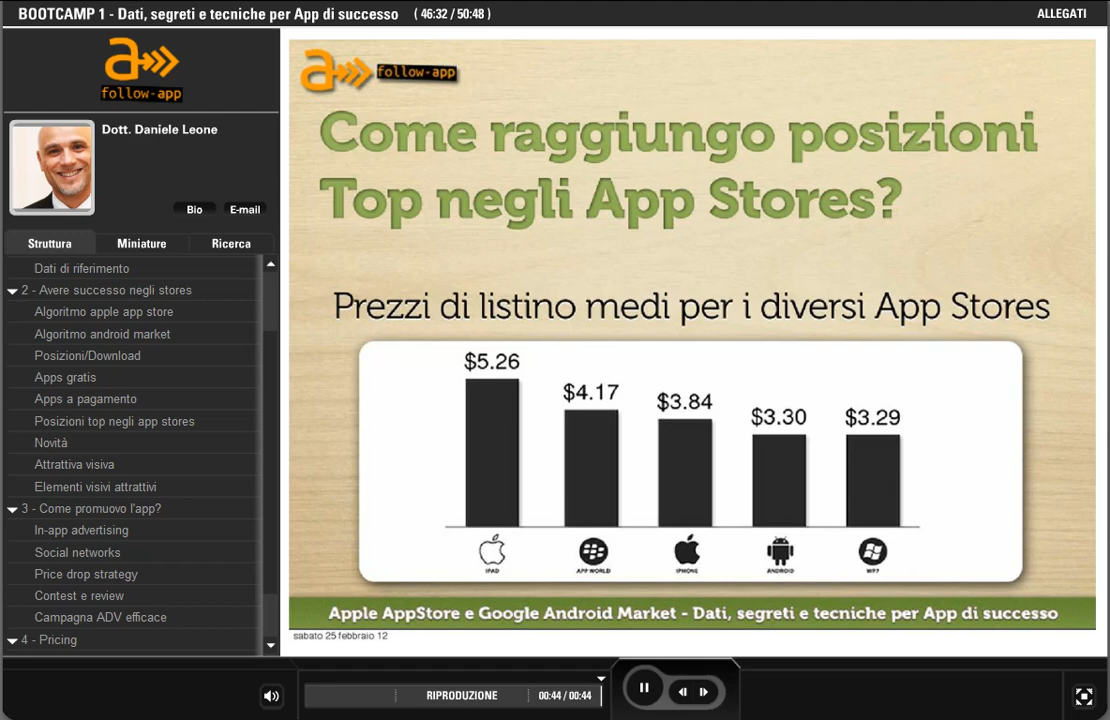 BOOTCAMP 1 - Dati, segreti e tecniche per App di successo ( 46:32 / 50:48 )
ALLEGATI
follow-app
Dott. Daniele Leone
Bio
E-mail
Struttura
Miniature
Ricerca
Dati di riferimento
2 - Avere successo negli stores
Algoritmo apple app store
Algoritmo android market
Posizioni/Download
Apps gratis
Apps a pagamento
Posizioni top negli app stores
Novità
Attrattiva visiva
Elementi visivi attrattivi
3 - Come promuovo l'app?
In-app advertising
Social networks
Price drop strategy
Contest e review
Campagna ADV efficace
4 - Pricing
follow-app
Come raggiungo posizioni
Top negli App Stores?
Prezzi di listino medi per i diversi App Stores
$5.26
$4.17
$3.84
$3.30
$3.29
IPAD
APP WORLD
IPHONE
ANDROID
WP7
Apple AppStore e Google Android Market - Dati, segreti e tecniche per App di successo
sabato 25 febbraio 12
RIPRODUZIONE
00:44 / 00:44